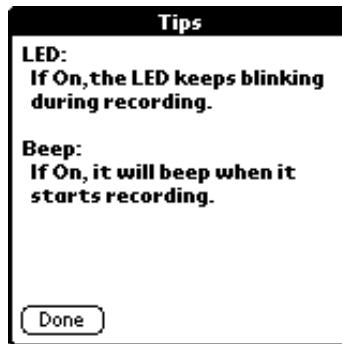 Tips
LED:
If On,the LED keeps blinking
during recording.
Beep:
If On, it will beep when it
starts recording.
Done